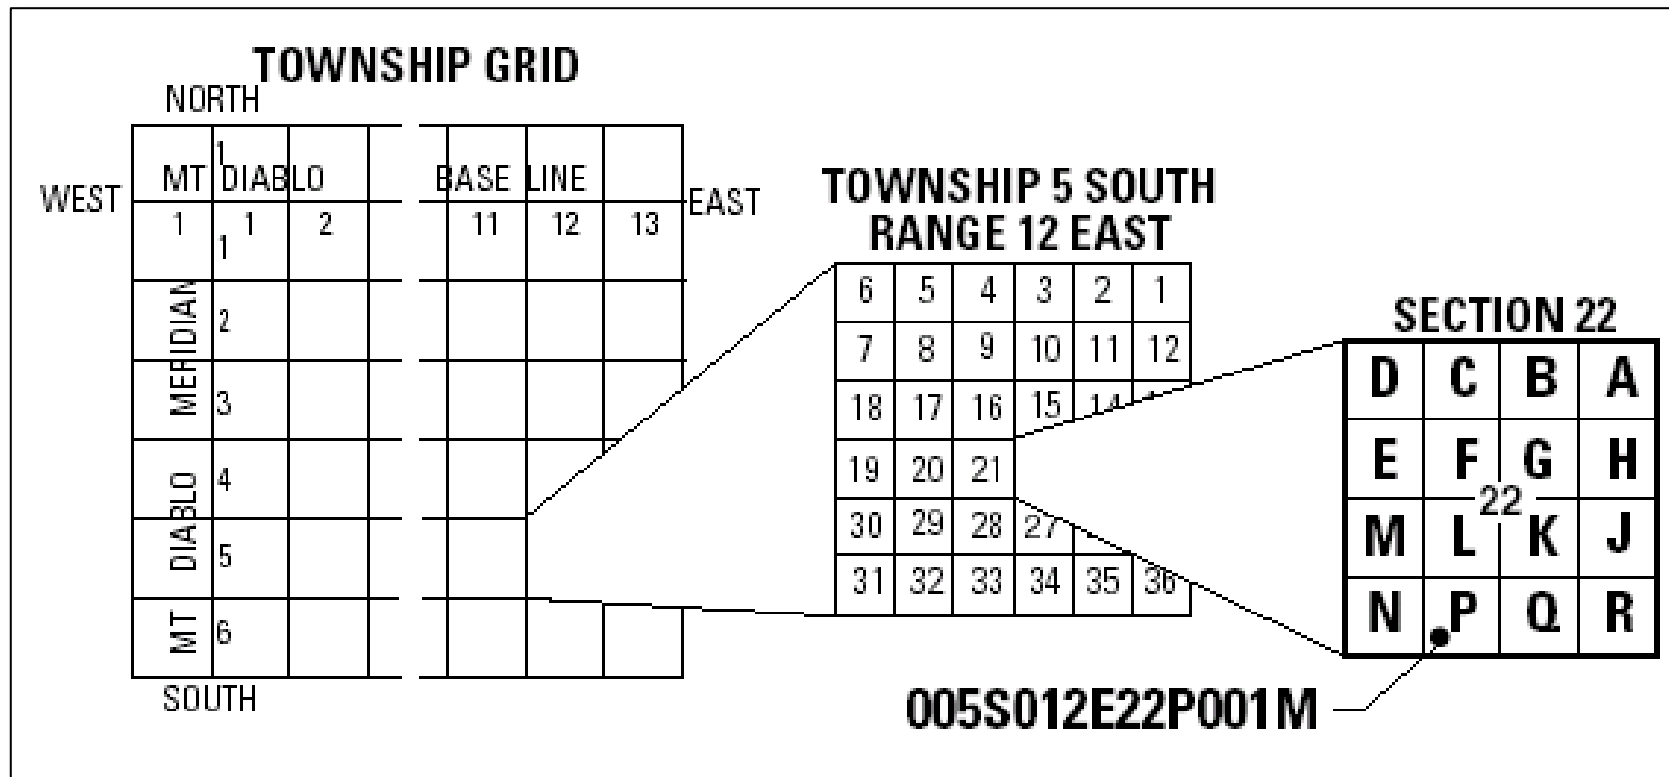 TOWNSHIP GRID
NORTH
1
MT DIABLO BASE LINE
WEST
EAST
1 1 2 11 12 13
1
2
3
4
5
6
MT DIABLO MERIDIAN
SOUTH
TOWNSHIP 5 SOUTH
RANGE 12 EAST
6 5 4 3 2 1
7 8 9 10 11 12
18 17 16 15 14
19 20 21
30 29 28 27
31 32 33 34 35 36
SECTION 22
D C B A
E F G H
22
M L K J
N P Q R
005S012E22P001M